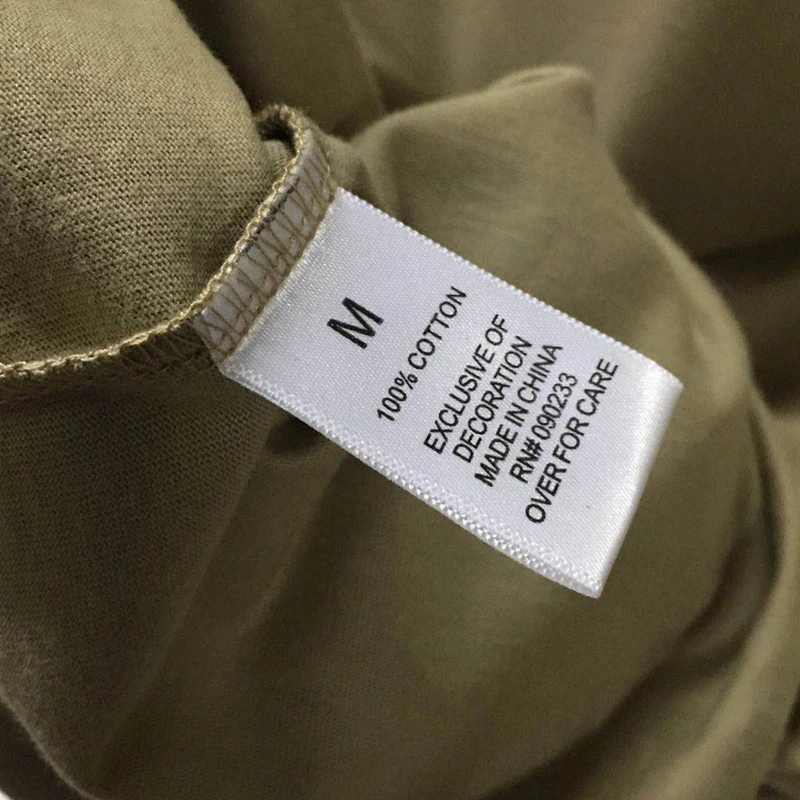 M
100% COTTON
EXCLUSIVE OF
DECORATION
MADE IN CHINA
RN# 090233
OVER FOR CARE